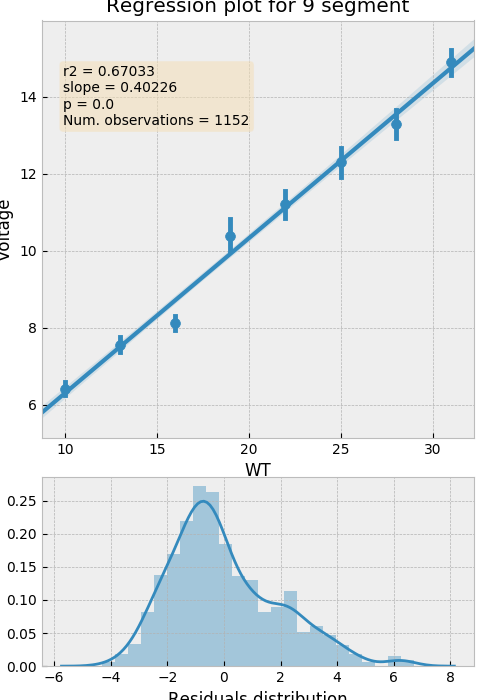 Regression plot for 9 segment
r2 = 0.67033
slope = 0.40226
p = 0.0
Num. observations = 1152
Voltage
14
12
10
8
6
10 15 20 25 30
WT
0.25
0.20
0.15
0.10
0.05
0.00
−6 −4 −2 0 2 4 6 8
Residuals distribution